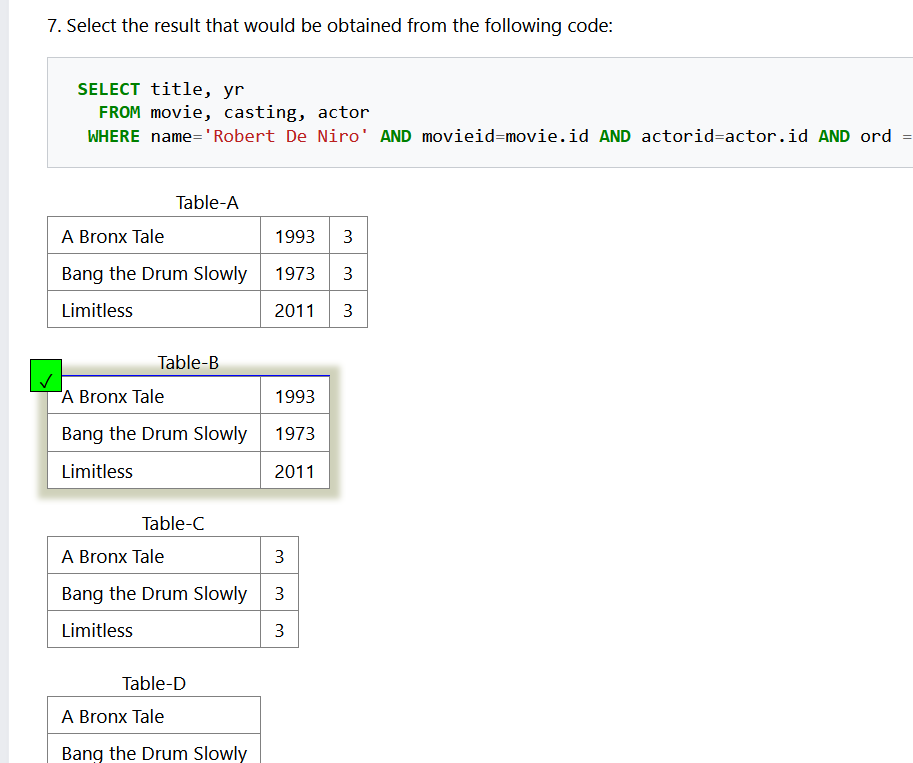 7. Select the result that would be obtained from the following code:
SELECT title, yr
FROM movie, casting, actor
WHERE name='Robert De Niro' AND movieid=movie.id AND actorid=actor.id AND ord =
Table-A
A Bronx Tale 1993 3
Bang the Drum Slowly 1973 3
Limitless 2011 3
Table-B
✓
A Bronx Tale 1993
Bang the Drum Slowly 1973
Limitless 2011
Table-C
A Bronx Tale 3
Bang the Drum Slowly 3
Limitless 3
Table-D
A Bronx Tale
Bang the Drum Slowly